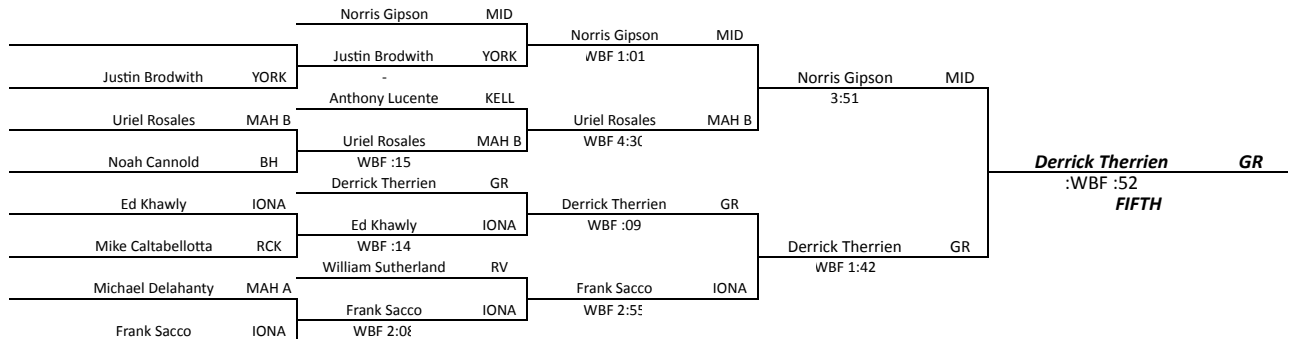 Norris Gipson MID
Norris Gipson MID
Justin Brodwith YORK
WBF 1:01
Justin Brodwith YORK
-
Norris Gipson MID
Anthony Lucente KELL
3:51
Uriel Rosales MAH B
Uriel Rosales MAH B
Uriel Rosales MAH B
WBF 4:30
Noah Cannold BH
WBF :15
Derrick Therrien GR
Derrick Therrien GR
:WBF :52
FIFTH
Ed Khawly IONA
Derrick Therrien GR
Ed Khawly IONA
WBF :09
Mike Caltabellotta RCK
WBF :14
Derrick Therrien GR
William Sutherland RV
WBF 1:42
Michael Delahanty MAH A
Frank Sacco IONA
Frank Sacco IONA
WBF 2:55
Frank Sacco IONA
WBF 2:08